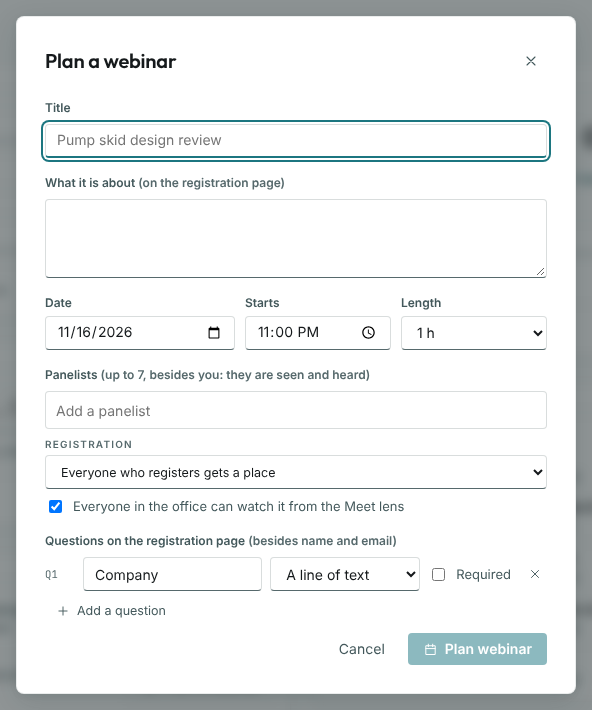 Plan a webinar
Title
Pump skid design review
What it is about (on the registration page)
Date Starts Length
11/16/2026 11:00 PM 1 h
Panelists (up to 7, besides you: they are seen and heard)
Add a panelist
REGISTRATION
Everyone who registers gets a place
Everyone in the office can watch it from the Meet lens
Questions on the registration page (besides name and email)
Q1 Company A line of text Required
Add a question
Cancel Plan webinar